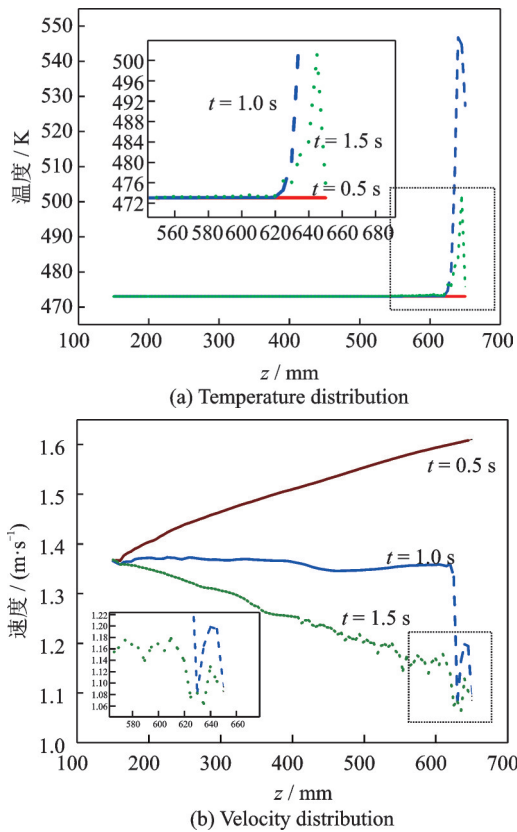 550
540
530
520
510
500
490
480
470
温度 / K
500
496
492
488
484
480
476
472
t = 1.0 s
t = 1.5 s
t = 0.5 s
560 580 600 620 640 660 680
100 200 300 400 500 600 700
z / mm
(a) Temperature distribution
1.6
1.5
1.4
1.3
1.2
1.1
1.0
速度 / (m·s⁻¹)
t = 0.5 s
t = 1.0 s
t = 1.5 s
1.22
1.20
1.18
1.16
1.14
1.12
1.10
1.08
1.06
580 600 620 640 660
100 200 300 400 500 600 700
z / mm
(b) Velocity distribution